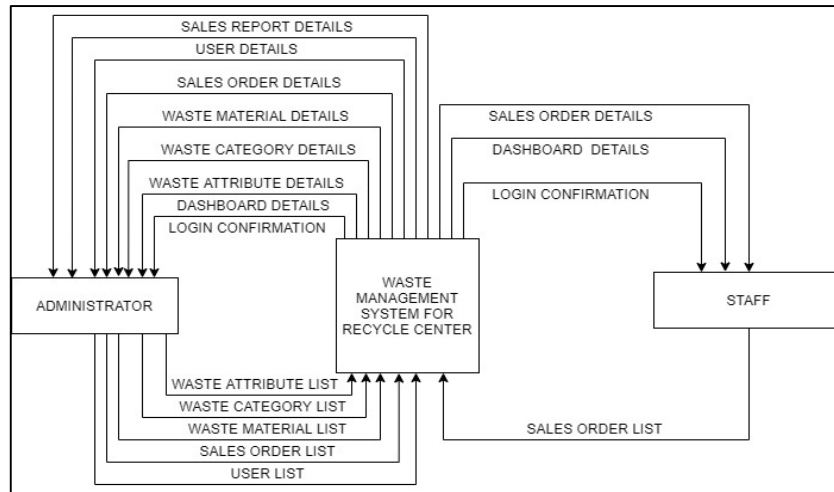 SALES REPORT DETAILS
USER DETAILS
SALES ORDER DETAILS
WASTE MATERIAL DETAILS
WASTE CATEGORY DETAILS
WASTE ATTRIBUTE DETAILS
DASHBOARD DETAILS
LOGIN CONFIRMATION
SALES ORDER DETAILS
DASHBOARD DETAILS
LOGIN CONFIRMATION
ADMINISTRATOR
WASTE
MANAGEMENT
SYSTEM FOR
RECYCLE CENTER
STAFF
WASTE ATTRIBUTE LIST
WASTE CATEGORY LIST
WASTE MATERIAL LIST
SALES ORDER LIST
USER LIST
SALES ORDER LIST